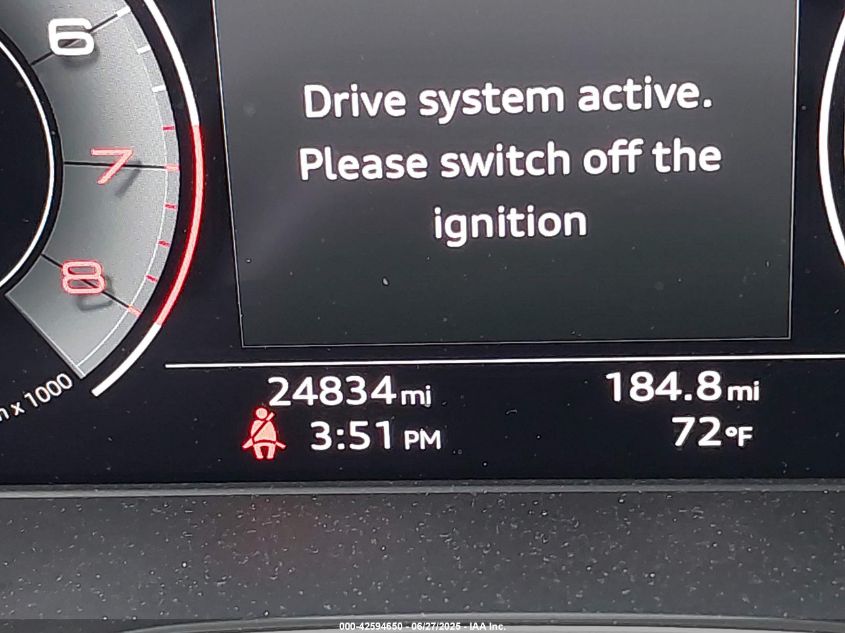 6
7
8
x 1000
Drive system active.
Please switch off the
ignition
24834 mi
184.8 mi
3:51 PM
72°F
000-42594650 - 06/27/2025 - IAA Inc.